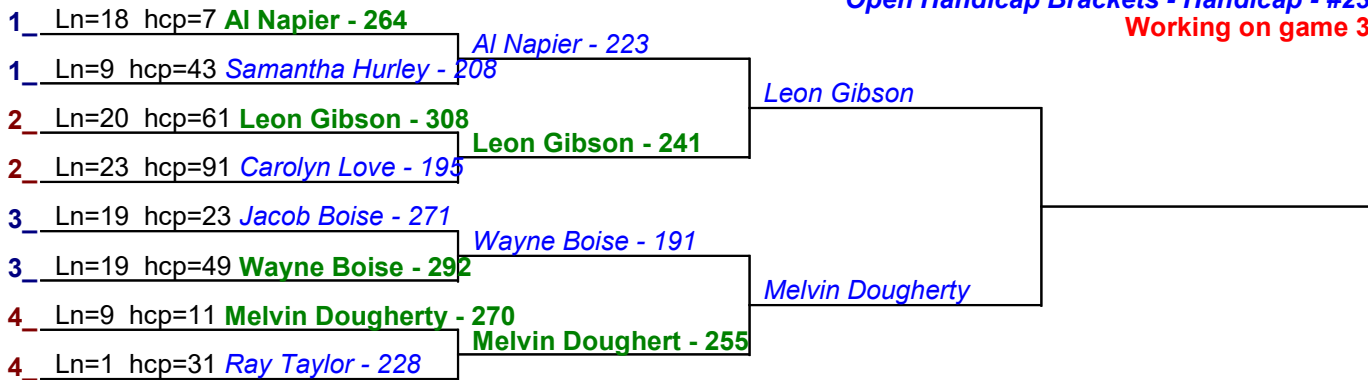 Open Handicap Brackets - Handicap - #23
Working on game 3
1_ Ln=18 hcp=7 Al Napier - 264
Al Napier - 223
1_ Ln=9 hcp=43 Samantha Hurley - 208
Leon Gibson
2_ Ln=20 hcp=61 Leon Gibson - 308
Leon Gibson - 241
2_ Ln=23 hcp=91 Carolyn Love - 195
3_ Ln=19 hcp=23 Jacob Boise - 271
Wayne Boise - 191
3_ Ln=19 hcp=49 Wayne Boise - 292
Melvin Dougherty
4_ Ln=9 hcp=11 Melvin Dougherty - 270
Melvin Doughert - 255
4_ Ln=1 hcp=31 Ray Taylor - 228